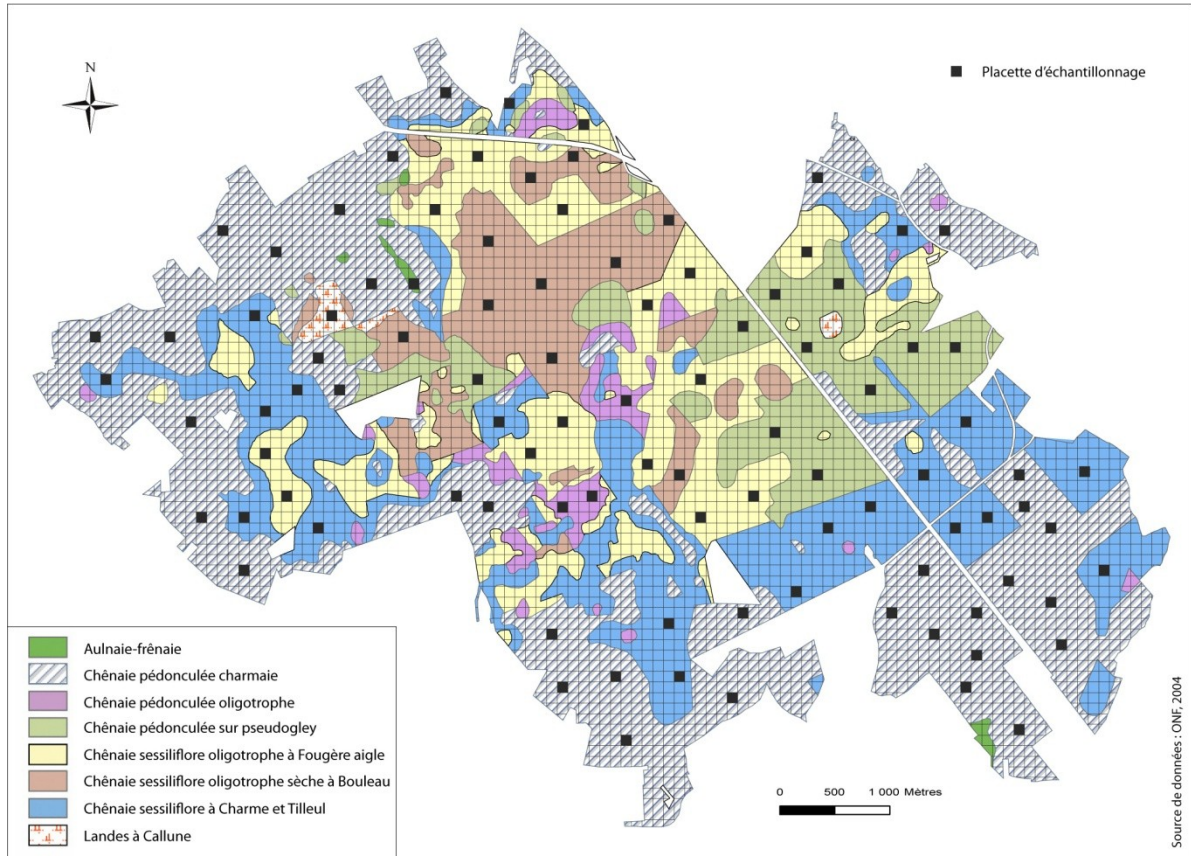 N
Placette d'échantillonnage
Aulnaie-frênaie
Chênaie pédonculée charmaie
Chênaie pédonculée oligotrophe
Chênaie pédonculée sur pseudogley
Chênaie sessiliflore oligotrophe à Fougère aigle
Chênaie sessiliflore oligotrophe sèche à Bouleau
Chênaie sessiliflore à Charme et Tilleul
Landes à Callune
0 500 1 000 Mètres
Source de données : ONF, 2004